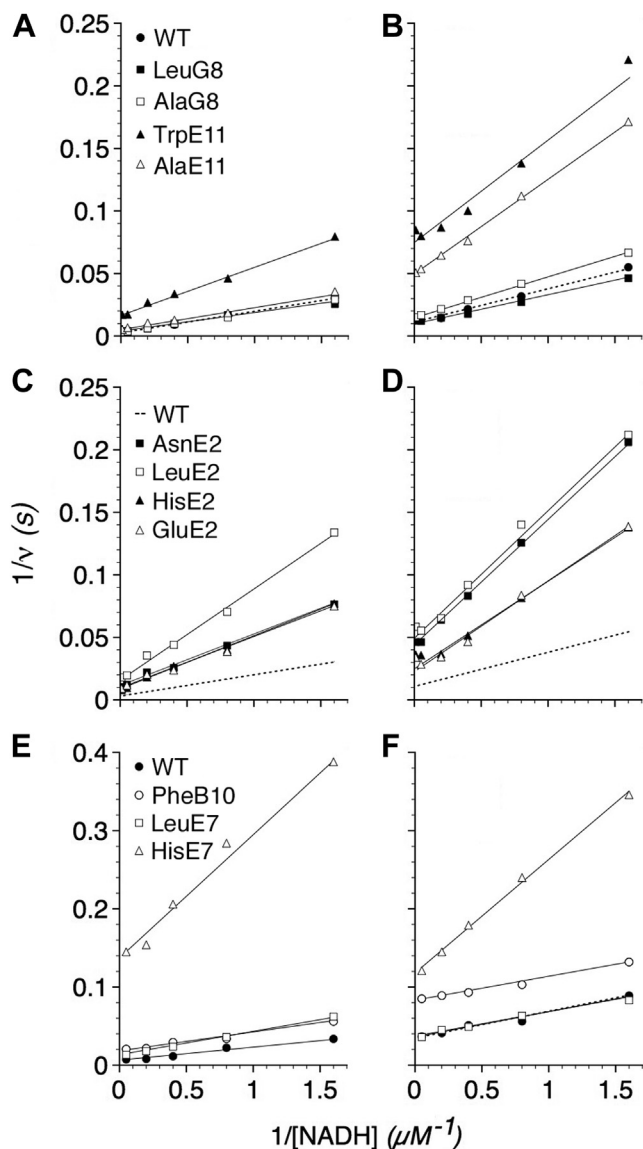 A
B
0.25
0.2
0.15
0.1
0.05
0
WT
LeuG8
AlaG8
TrpE11
AlaE11
C
D
0.25
0.2
0.15
0.1
0.05
0
WT
AsnE2
LeuE2
HisE2
GluE2
1/ν (s)
E
F
0.4
0.3
0.2
0.1
0
WT
PheB10
LeuE7
HisE7
0 0.5 1 1.5
0 0.5 1 1.5
1/[NADH] (μM⁻¹)